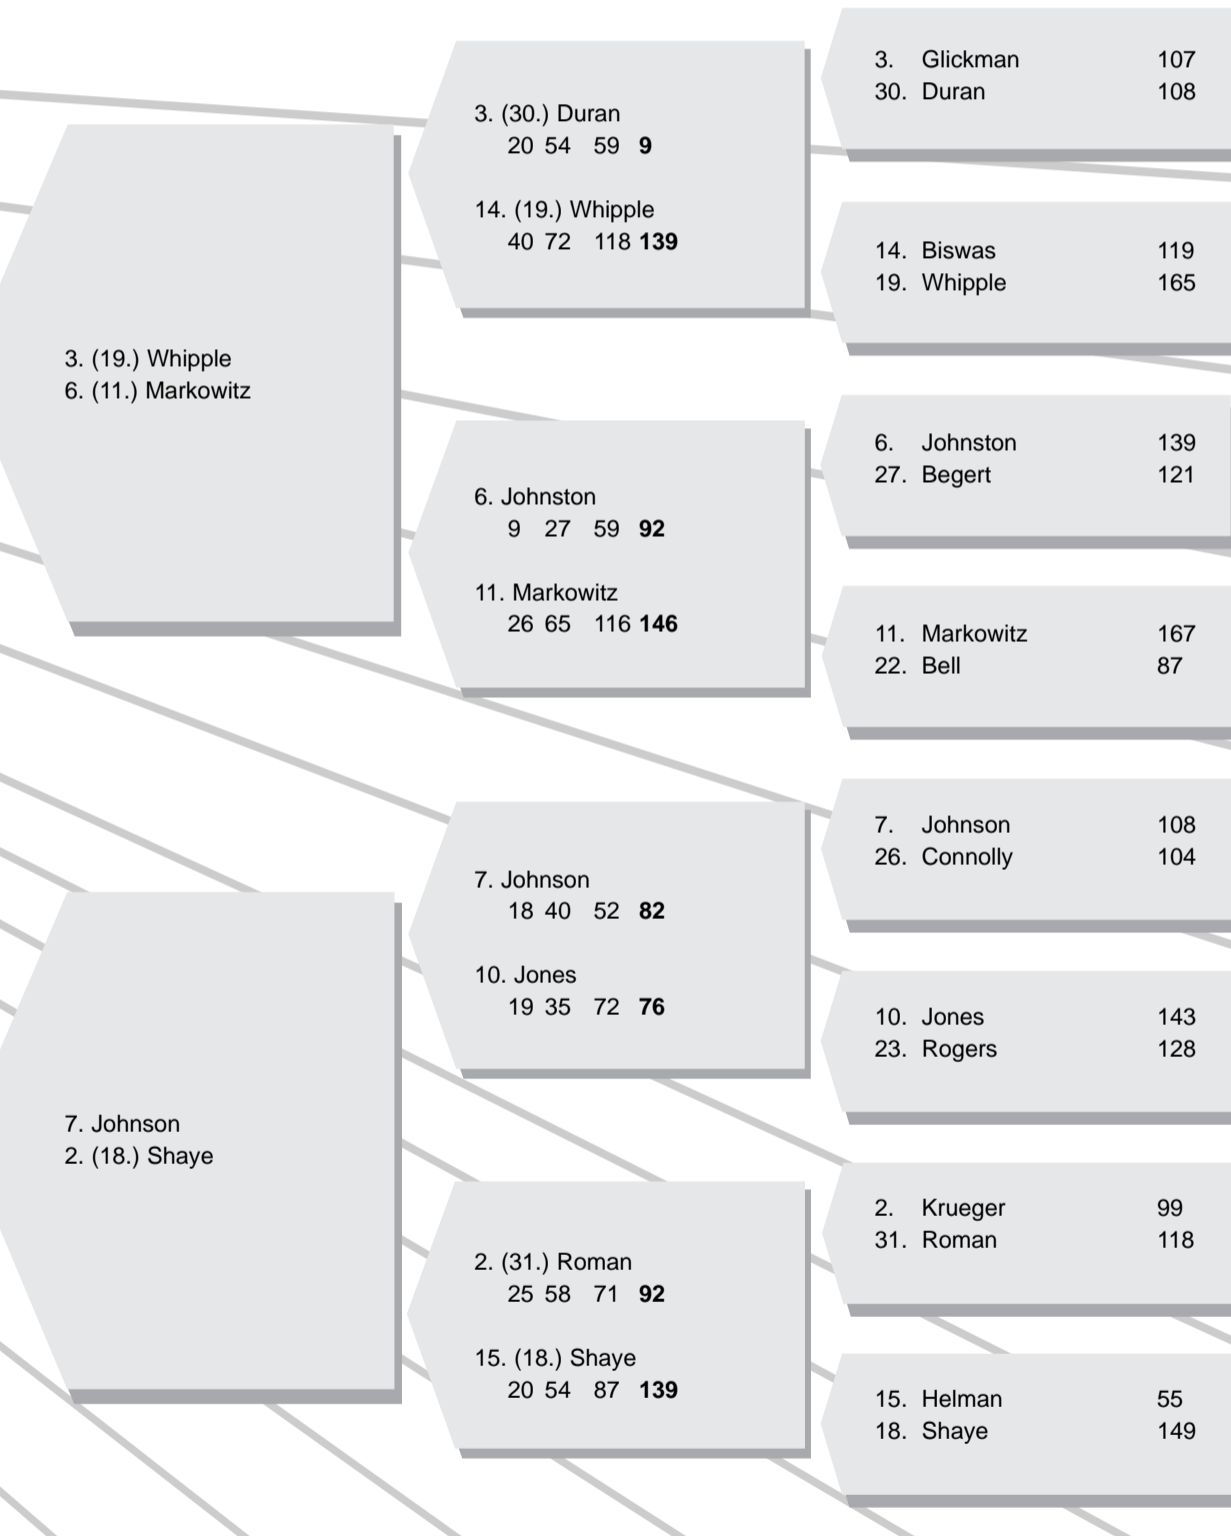 3. (19.) Whipple
6. (11.) Markowitz
7. Johnson
2. (18.) Shaye
3. (30.) Duran
20 54 59 9
14. (19.) Whipple
40 72 118 139
6. Johnston
9 27 59 92
11. Markowitz
26 65 116 146
7. Johnson
18 40 52 82
10. Jones
19 35 72 76
2. (31.) Roman
25 58 71 92
15. (18.) Shaye
20 54 87 139
3. Glickman 107
30. Duran 108
14. Biswas 119
19. Whipple 165
6. Johnston 139
27. Begert 121
11. Markowitz 167
22. Bell 87
7. Johnson 108
26. Connolly 104
10. Jones 143
23. Rogers 128
2. Krueger 99
31. Roman 118
15. Helman 55
18. Shaye 149